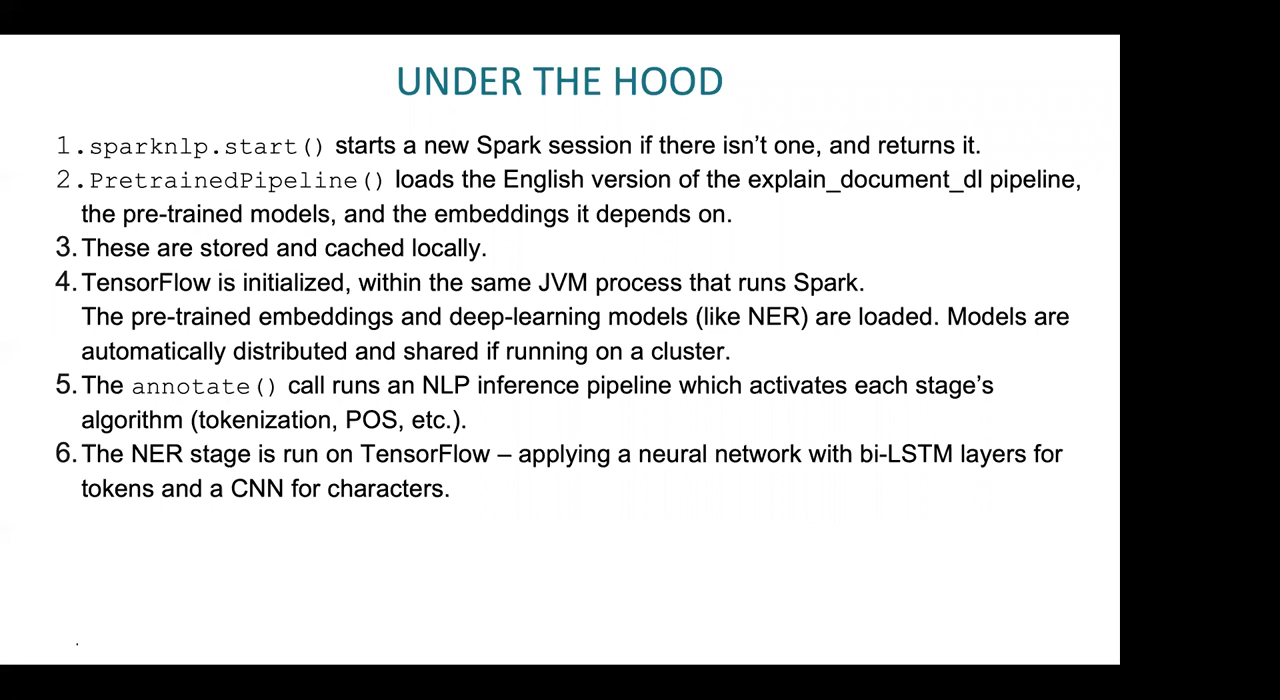 UNDER THE HOOD
1.sparknlp.start() starts a new Spark session if there isn’t one, and returns it.
2.PretrainedPipeline() loads the English version of the explain_document_dl pipeline,
the pre-trained models, and the embeddings it depends on.
3. These are stored and cached locally.
4. TensorFlow is initialized, within the same JVM process that runs Spark.
The pre-trained embeddings and deep-learning models (like NER) are loaded. Models are
automatically distributed and shared if running on a cluster.
5. The annotate() call runs an NLP inference pipeline which activates each stage’s
algorithm (tokenization, POS, etc.).
6. The NER stage is run on TensorFlow – applying a neural network with bi-LSTM layers for
tokens and a CNN for characters.